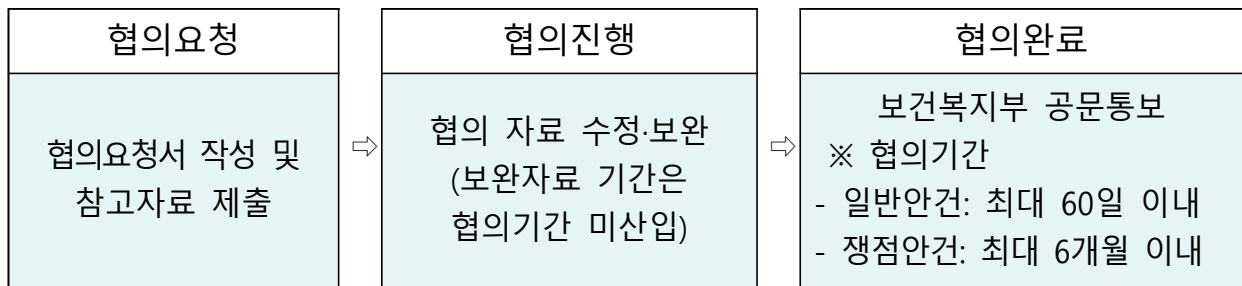 협의요청
협의요청서 작성 및
참고자료 제출
⇨
협의진행
협의 자료 수정·보완
(보완자료 기간은
협의기간 미산입)
⇨
협의완료
보건복지부 공문통보
※ 협의기간
- 일반안건: 최대 60일 이내
- 쟁점안건: 최대 6개월 이내